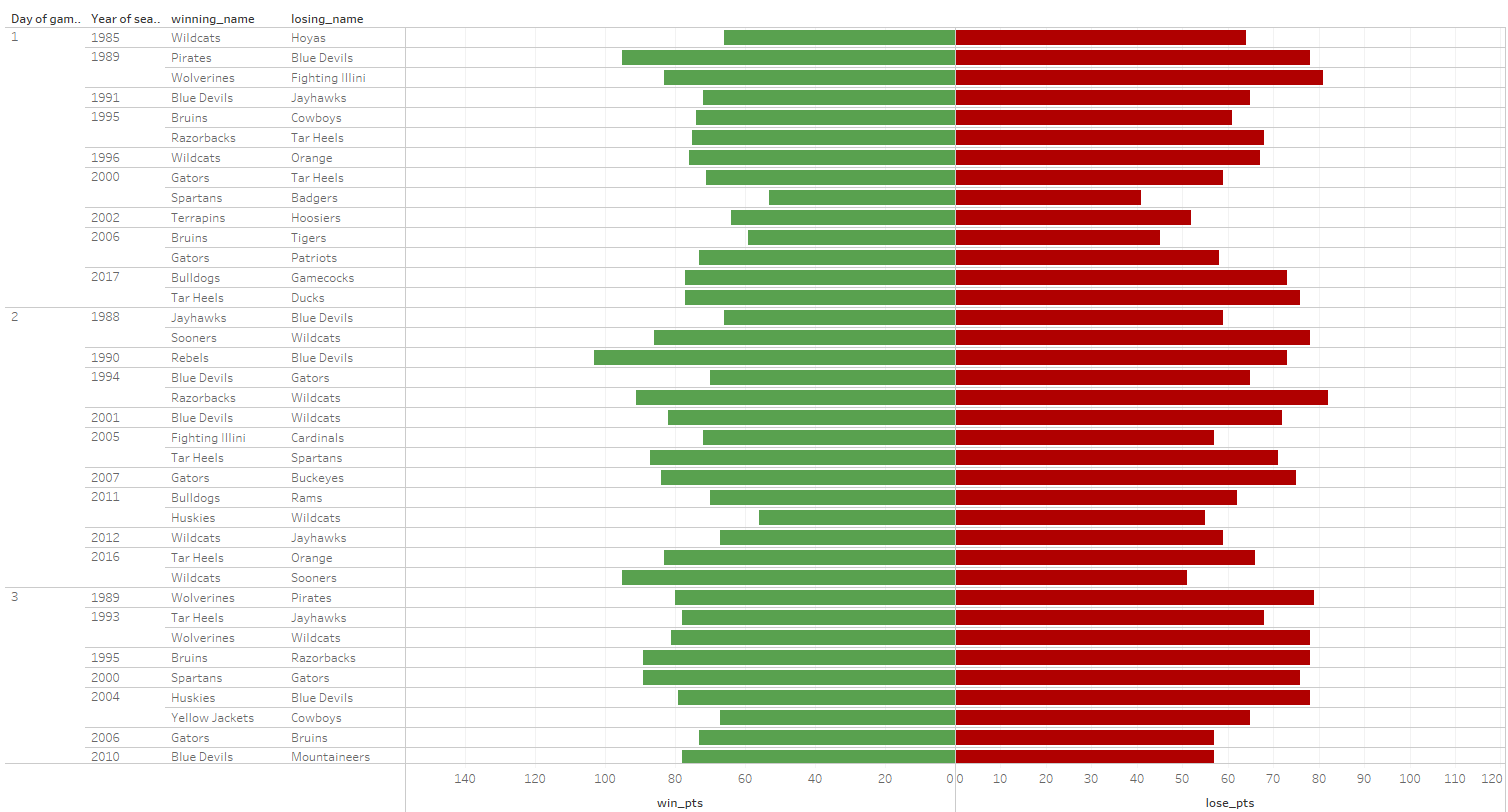 Day of gam.. Year of sea.. winning_name losing_name
1 1985 Wildcats Hoyas
1989 Pirates Blue Devils
Wolverines Fighting Illini
1991 Blue Devils Jayhawks
1995 Bruins Cowboys
Razorbacks Tar Heels
1996 Wildcats Orange
2000 Gators Tar Heels
Spartans Badgers
2002 Terrapins Hoosiers
2006 Bruins Tigers
Gators Patriots
2017 Bulldogs Gamecocks
Tar Heels Ducks
2 1988 Jayhawks Blue Devils
Sooners Wildcats
1990 Rebels Blue Devils
1994 Blue Devils Gators
Razorbacks Wildcats
2001 Blue Devils Wildcats
2005 Fighting Illini Cardinals
Tar Heels Spartans
2007 Gators Buckeyes
2011 Bulldogs Rams
Huskies Wildcats
2012 Wildcats Jayhawks
2016 Tar Heels Orange
Wildcats Sooners
3 1989 Wolverines Pirates
1993 Tar Heels Jayhawks
Wolverines Wildcats
1995 Bruins Razorbacks
2000 Spartans Gators
2004 Huskies Blue Devils
Yellow Jackets Cowboys
2006 Gators Bruins
2010 Blue Devils Mountaineers
140 120 100 80 60 40 20 0 0 10 20 30 40 50 60 70 80 90 100 110 120
win_pts lose_pts